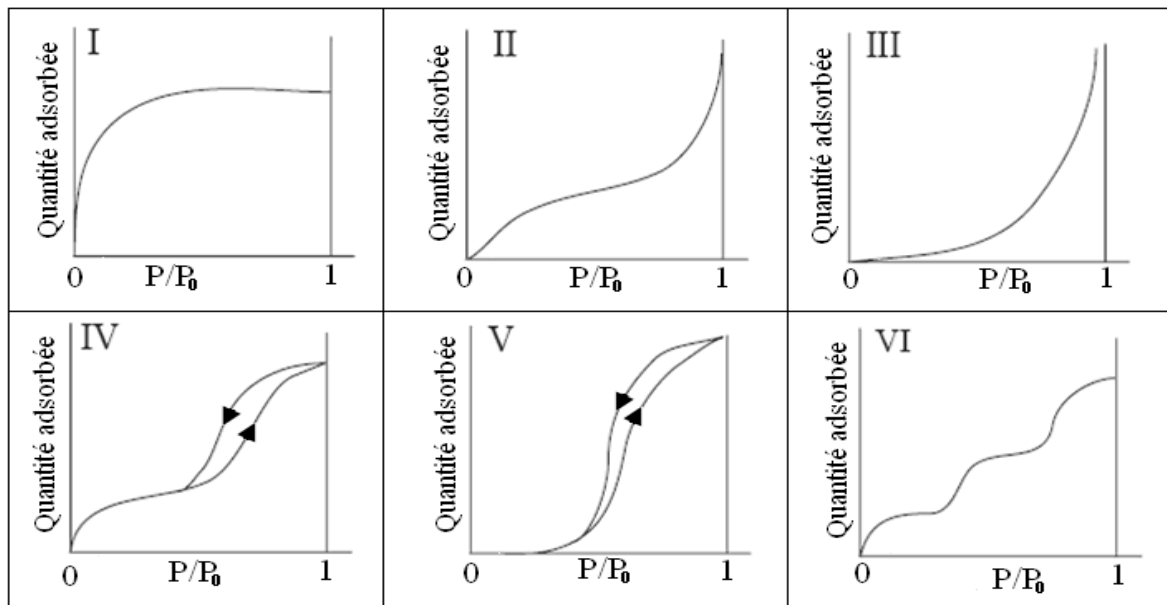 I
Quantité adsorbée
0
P/P₀
1
II
Quantité adsorbée
0
P/P₀
1
III
Quantité adsorbée
0
P/P₀
1
IV
Quantité adsorbée
0
P/P₀
1
V
Quantité adsorbée
0
P/P₀
1
VI
Quantité adsorbée
0
P/P₀
1